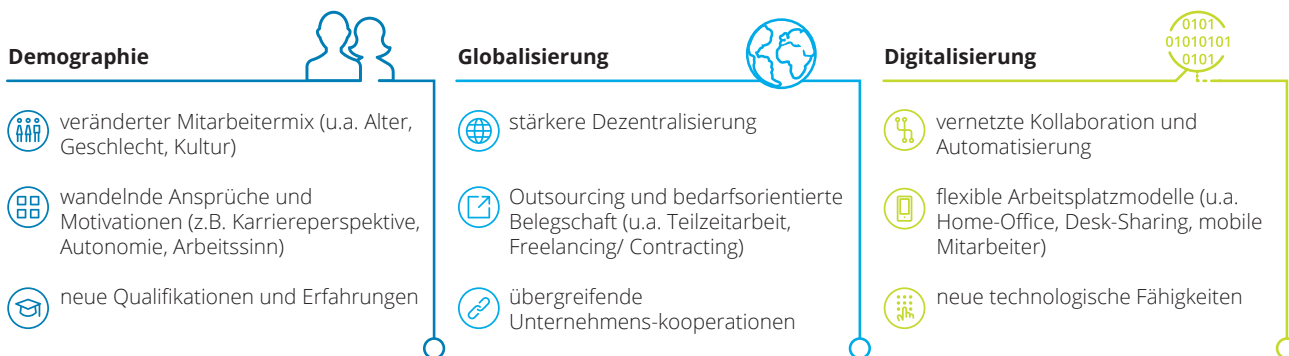 Demographie
veränderter Mitarbeitermix (u.a. Alter,
Geschlecht, Kultur)
wandelnde Ansprüche und
Motivationen (z.B. Karriereperspektive,
Autonomie, Arbeitssinn)
neue Qualifikationen und Erfahrungen
Globalisierung
stärkere Dezentralisierung
Outsourcing und bedarfsorientierte
Belegschaft (u.a. Teilzeitarbeit,
Freelancing/ Contracting)
übergreifende
Unternehmens-kooperationen
0101
01010101
0101
Digitalisierung
vernetzte Kollaboration und
Automatisierung
flexible Arbeitsplatzmodelle (u.a.
Home-Office, Desk-Sharing, mobile
Mitarbeiter)
neue technologische Fähigkeiten